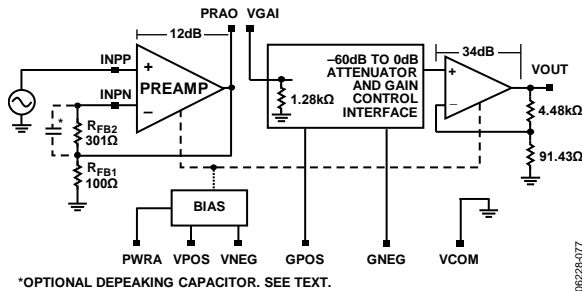 PRAO VGAI
12dB
INPP
+
PREAMP
INPN
–
*
RFB2
301Ω
RFB1
100Ω
–60dB TO 0dB
ATTENUATOR
AND GAIN
CONTROL
INTERFACE
1.28kΩ
34dB
+
–
VOUT
4.48kΩ
91.43Ω
BIAS
PWRA VPOS VNEG GPOS GNEG VCOM
*OPTIONAL DEPEAKING CAPACITOR. SEE TEXT.
06228-077